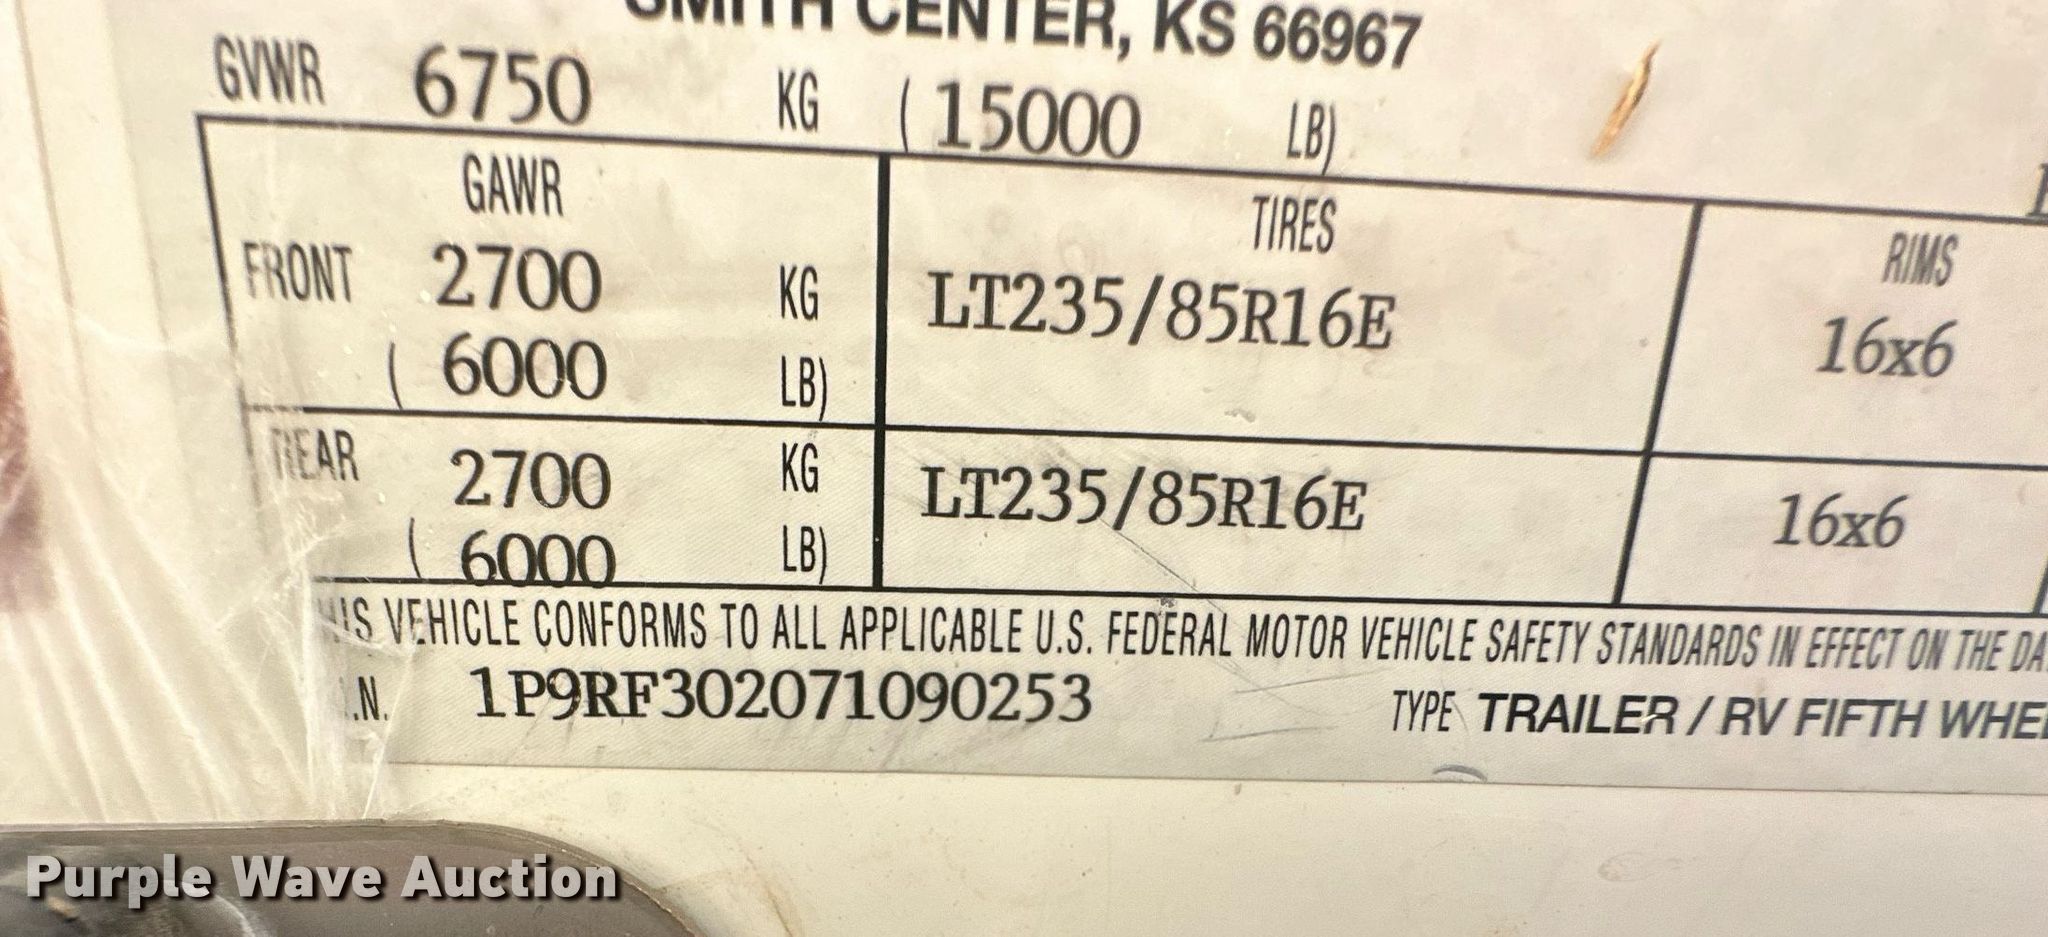 SMITH CENTER, KS 66967
GVWR 6750 KG (15000 LB)
GAWR TIRES RIMS
FRONT 2700 KG LT235/85R16E 16x6
(6000 LB)
REAR 2700 KG LT235/85R16E 16x6
(6000 LB)
THIS VEHICLE CONFORMS TO ALL APPLICABLE U.S. FEDERAL MOTOR VEHICLE SAFETY STANDARDS IN EFFECT ON THE DA
.I.N. 1P9RF302071090253 TYPE TRAILER / RV FIFTH WHE
Purple Wave Auction